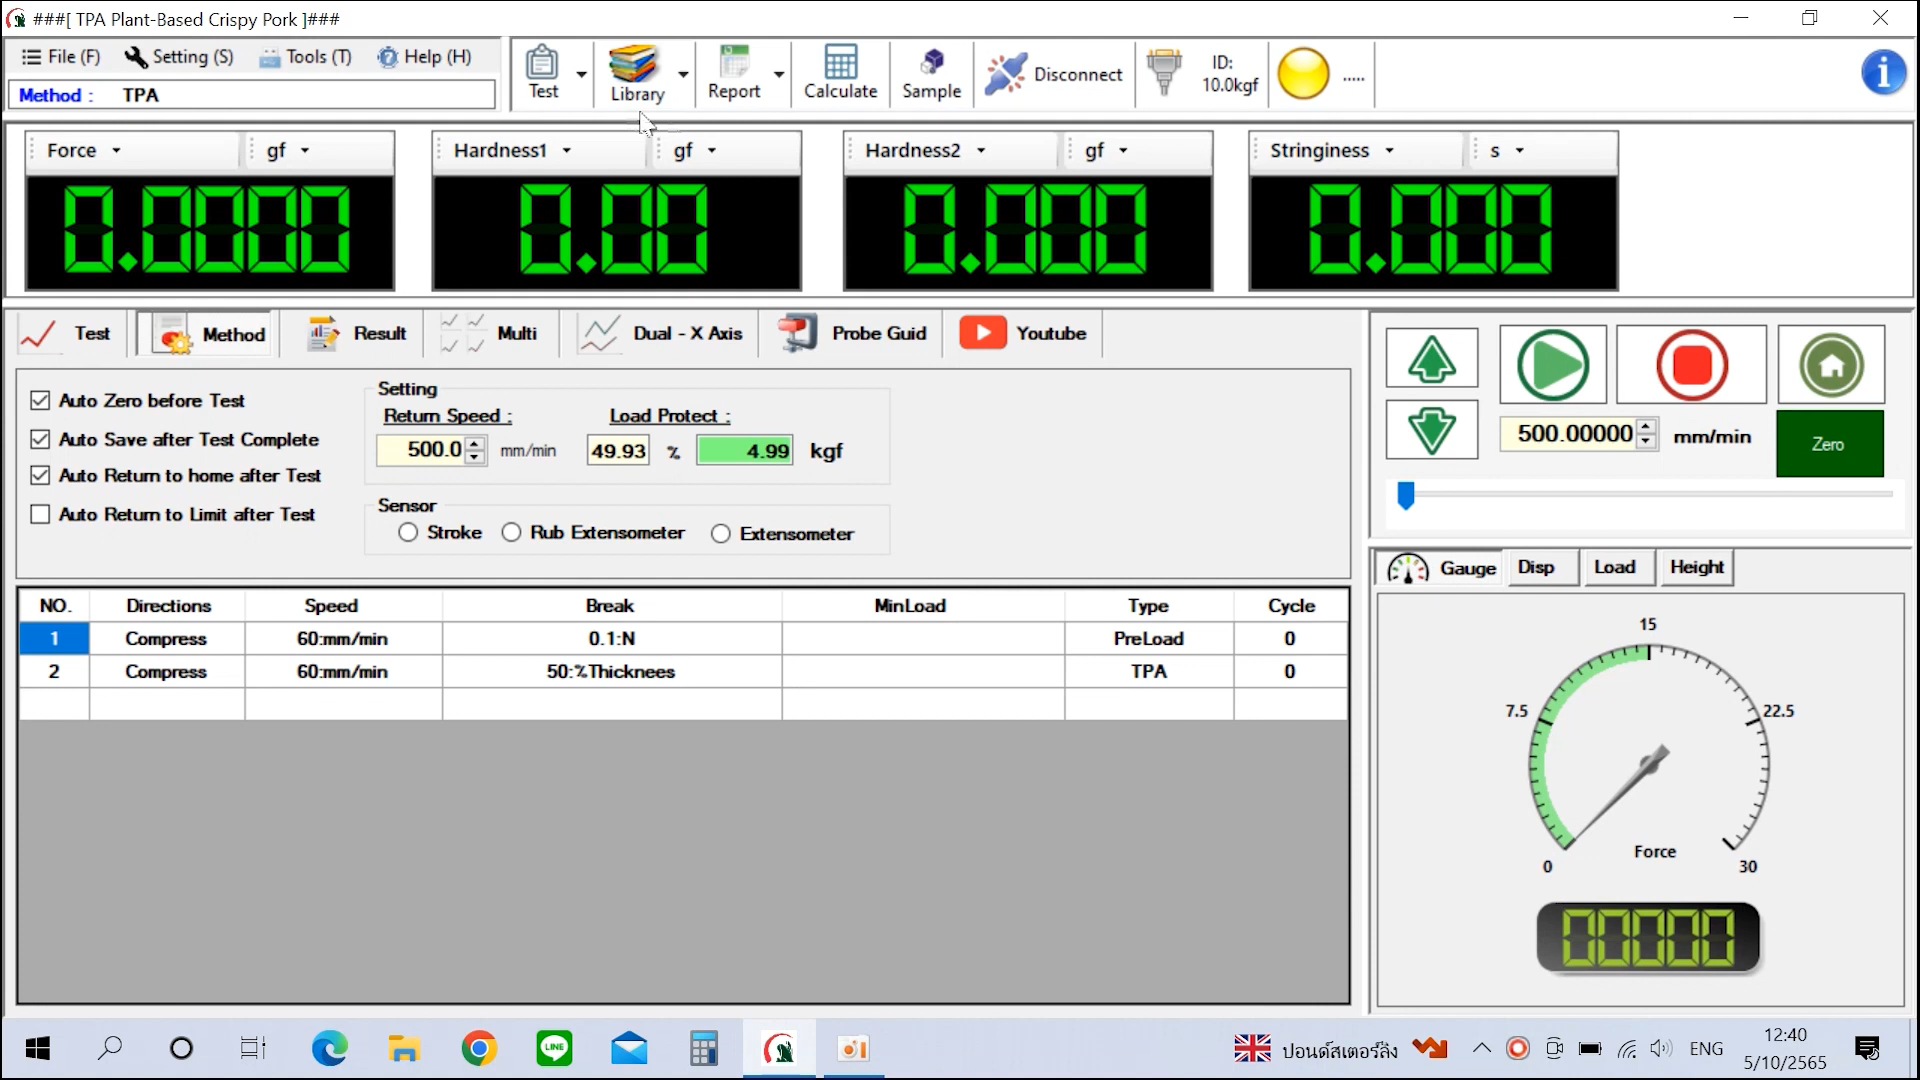 ###[ TPA Plant-Based Crispy Pork ]###
File (F) Setting (S) Tools (T) Help (H)
Method : TPA
Test Library Report Calculate Sample Disconnect ID: 10.0kgf .....
Force gf Hardness1 gf Hardness2 gf Stringiness s
0.0000 0.00 0.000 0.000
Test Method Result Multi Dual - X Axis Probe Guid Youtube
Auto Zero before Test
Auto Save after Test Complete
Auto Return to home after Test
Auto Return to Limit after Test
Setting
Return Speed : Load Protect :
500.0 mm/min 49.93 % 4.99 kgf
Sensor
Stroke Rub Extensometer Extensometer
500.00000 mm/min Zero
NO. Directions Speed Break MinLoad Type Cycle
1 Compress 60:mm/min 0.1:N PreLoad 0
2 Compress 60:mm/min 50:%Thicknees TPA 0
Gauge Disp Load Height
15
7.5 22.5
Force
0 30
00000
LINE
ปอนด์สเตอร์ลิง ENG 12:40
5/10/2565